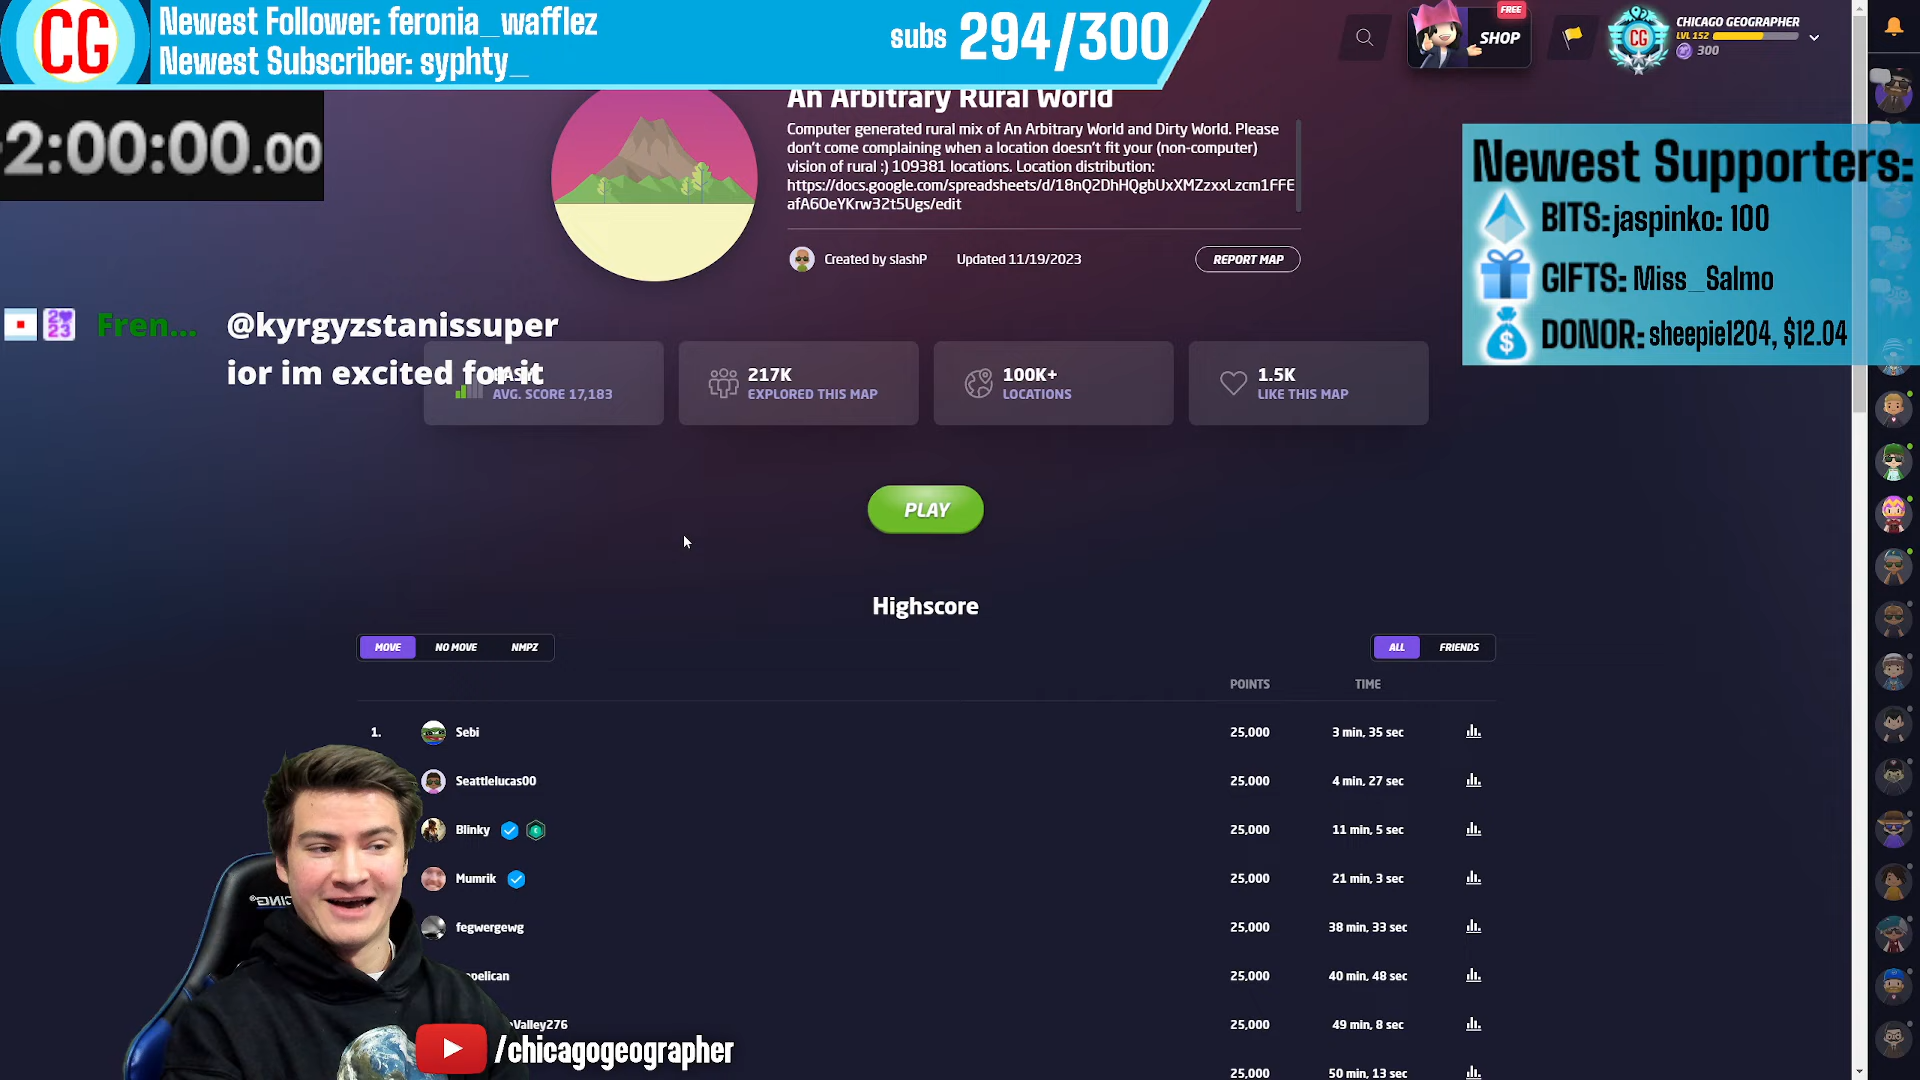 CG
Newest Follower: feronia_wafflez
Newest Subscriber: syphty_
subs 294/300
FREE
SHOP
CG
CHICAGO GEOGRAPHER
LVL 152
300
2:00:00.00
An Arbitrary Rural World
Computer generated rural mix of An Arbitrary World and Dirty World. Please
don't come complaining when a location doesn't fit your (non-computer)
vision of rural :) 109381 locations. Location distribution:
https://docs.google.com/spreadsheets/d/18nQ2DhHQgbUxXMZzxxLzcm1FFE
afA6OeYKrw32t5Ugs/edit
Created by slashP
Updated 11/19/2023
REPORT MAP
Newest Supporters:
BITS: jaspinko: 100
GIFTS: Miss_Salmo
DONOR: sheepie1204, $12.04
Fren... @kyrgyzstanissuper
ior im excited for it
EASY
AVG. SCORE 17,183
217K
EXPLORED THIS MAP
100K+
LOCATIONS
1.5K
LIKE THIS MAP
PLAY
Highscore
MOVE NO MOVE NMPZ
ALL FRIENDS
POINTS TIME
1. Sebi 25,000 3 min, 35 sec
Seattlelucas00 25,000 4 min, 27 sec
Blinky 25,000 11 min, 5 sec
Mumrik 25,000 21 min, 3 sec
fegwergewg 25,000 38 min, 33 sec
pelican 25,000 40 min, 48 sec
Valley276 25,000 49 min, 8 sec
25,000 50 min, 13 sec
/chicagogeographer